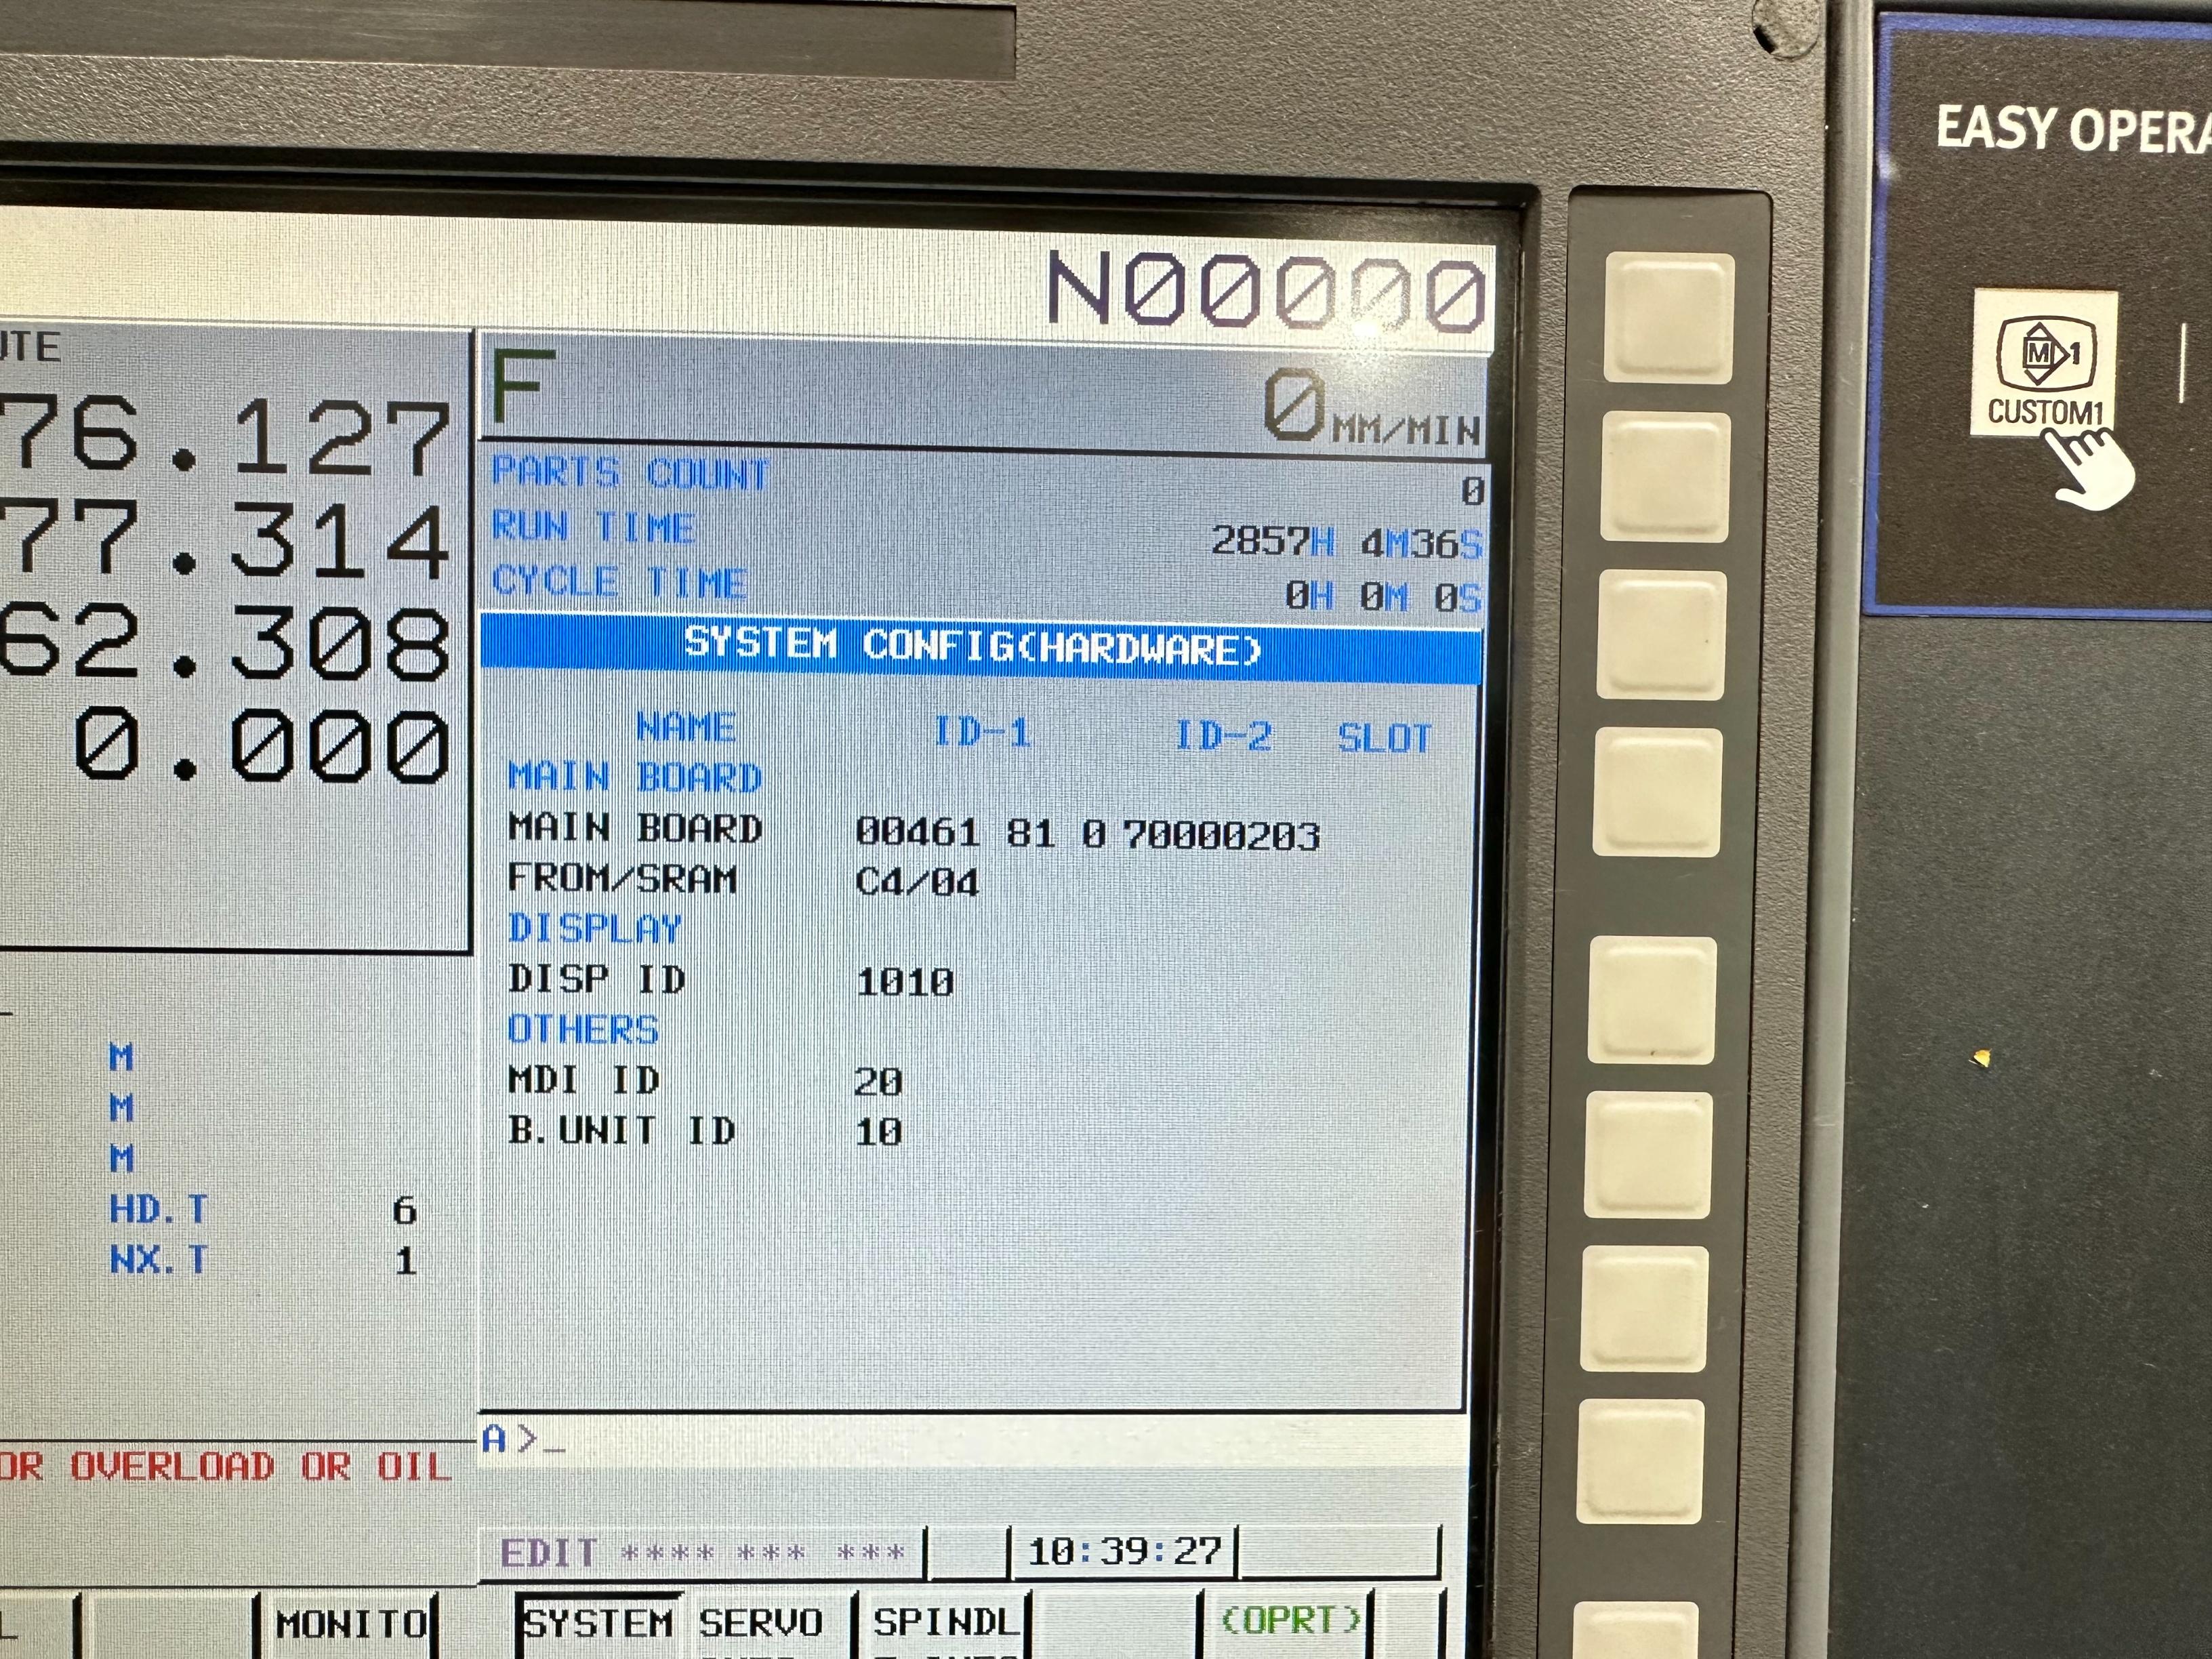 N00000
F 0 MM/MIN
76.127
77.314
62.308
0.000
PARTS COUNT 0
RUN TIME 2857H 4M36S
CYCLE TIME 0H 0M 0S
SYSTEM CONFIG(HARDWARE)
NAME ID-1 ID-2 SLOT
MAIN BOARD
MAIN BOARD 00461 81 0 70000203
FROM/SRAM C4/04
DISPLAY
DISP ID 1010
OTHERS
MDI ID 20
B.UNIT ID 10
M
M
M
HD.T 6
NX.T 1
A>_
OR OVERLOAD OR OIL
EDIT **** *** *** 10:39:27
MONITO SYSTEM SERVO SPINDL (OPRT)
EASY OPERA
M 1
CUSTOM1